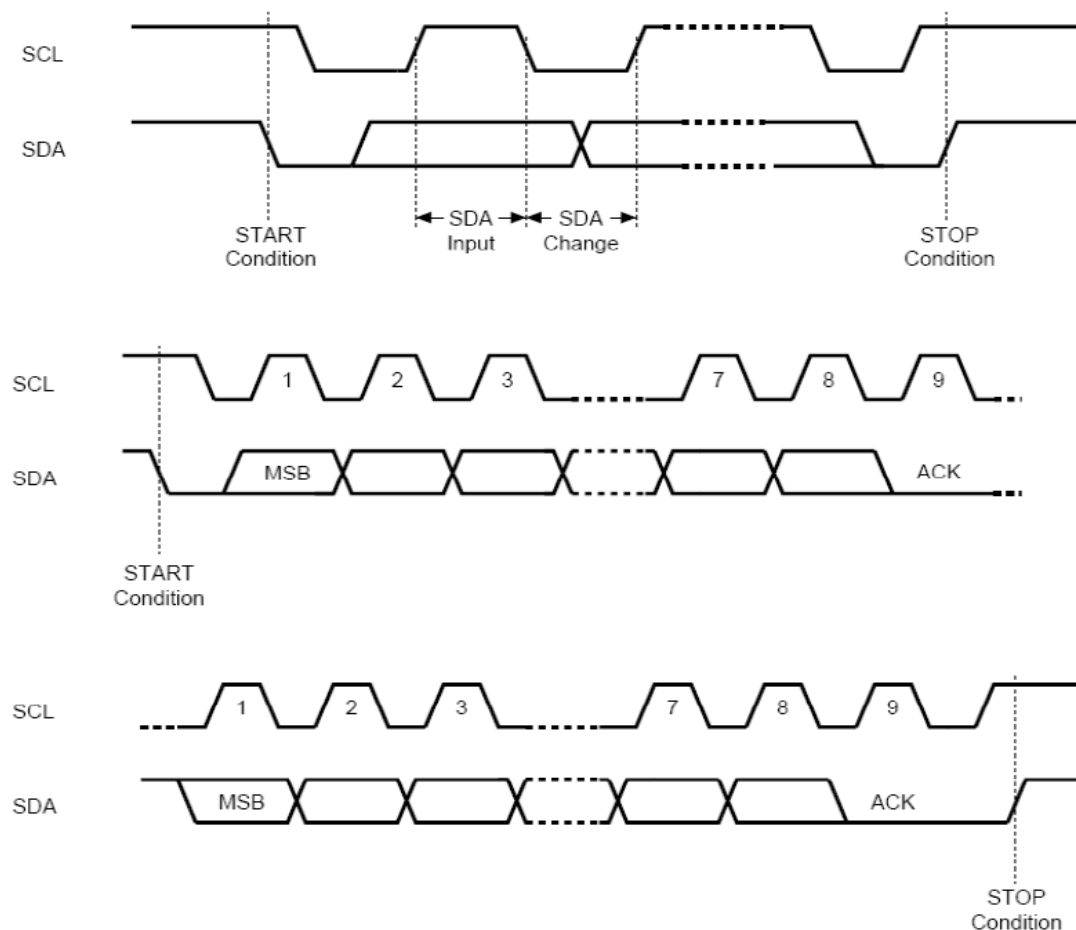 SCL
SDA
SDA Input
SDA Change
START Condition
STOP Condition
SCL
1 2 3 7 8 9
SDA
MSB ACK
START Condition
SCL
1 2 3 7 8 9
SDA
MSB ACK
STOP Condition